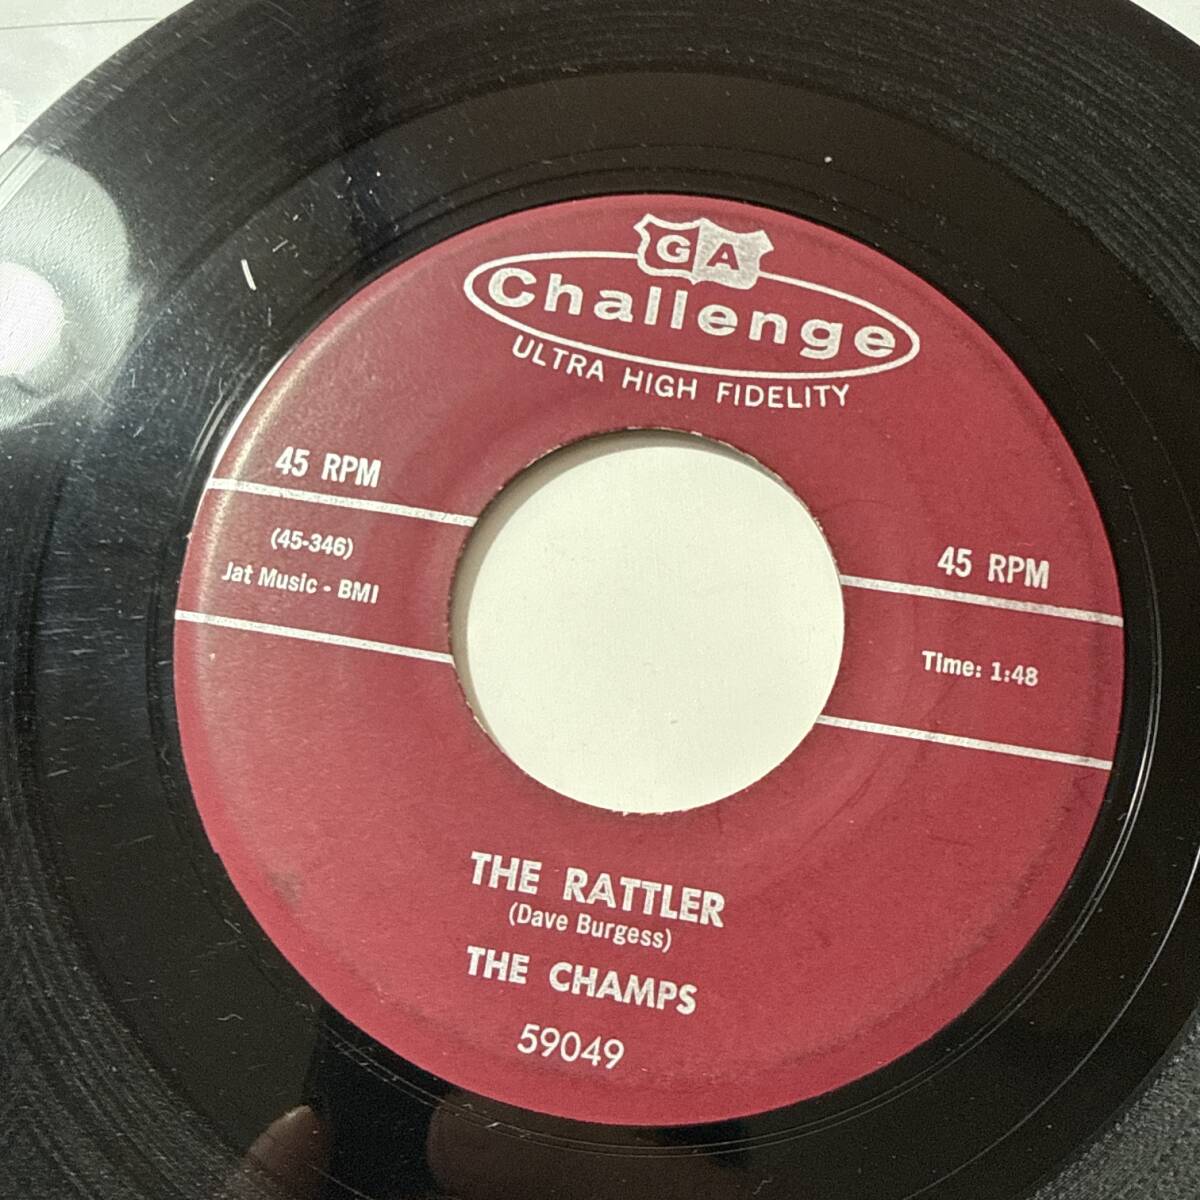 GA
Challenge
ULTRA HIGH FIDELITY
45 RPM
(45-346)
Jat Music - BMI
45 RPM
Time: 1:48
THE RATTLER
(Dave Burgess)
THE CHAMPS
59049